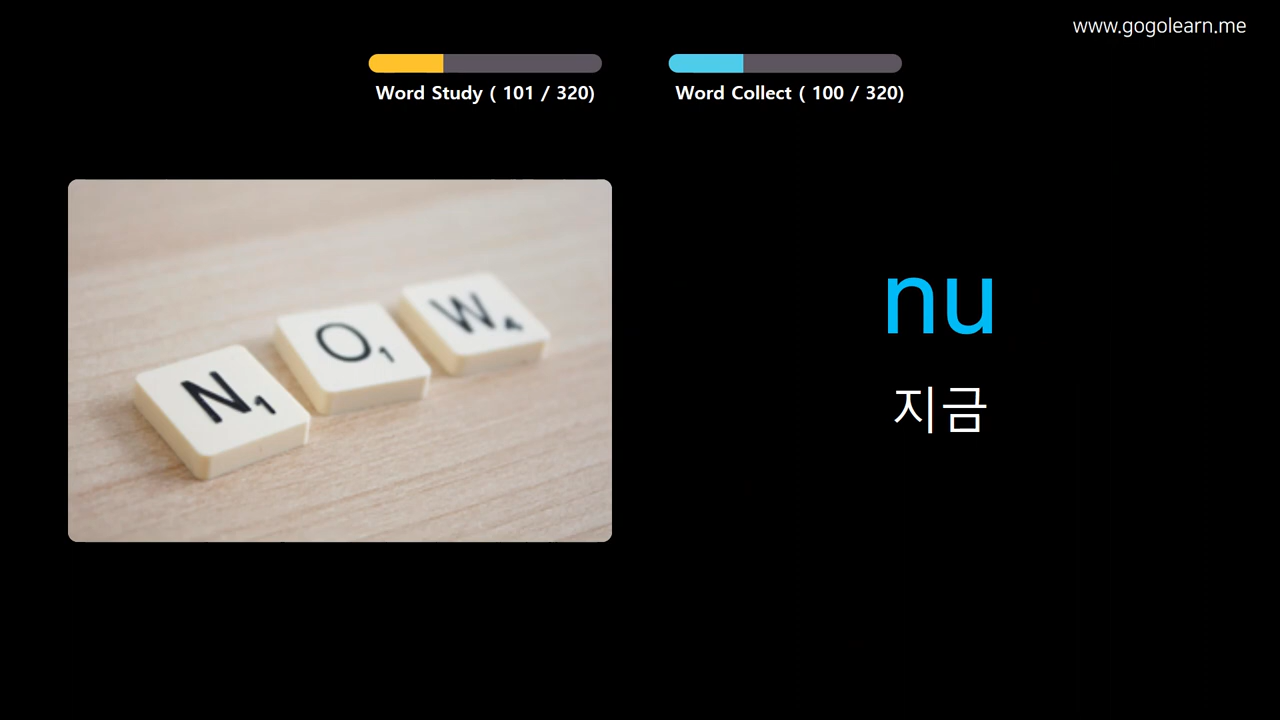 www.gogolearn.me
Word Study ( 101 / 320)
Word Collect ( 100 / 320)
N1 O1 W4
nu
지금